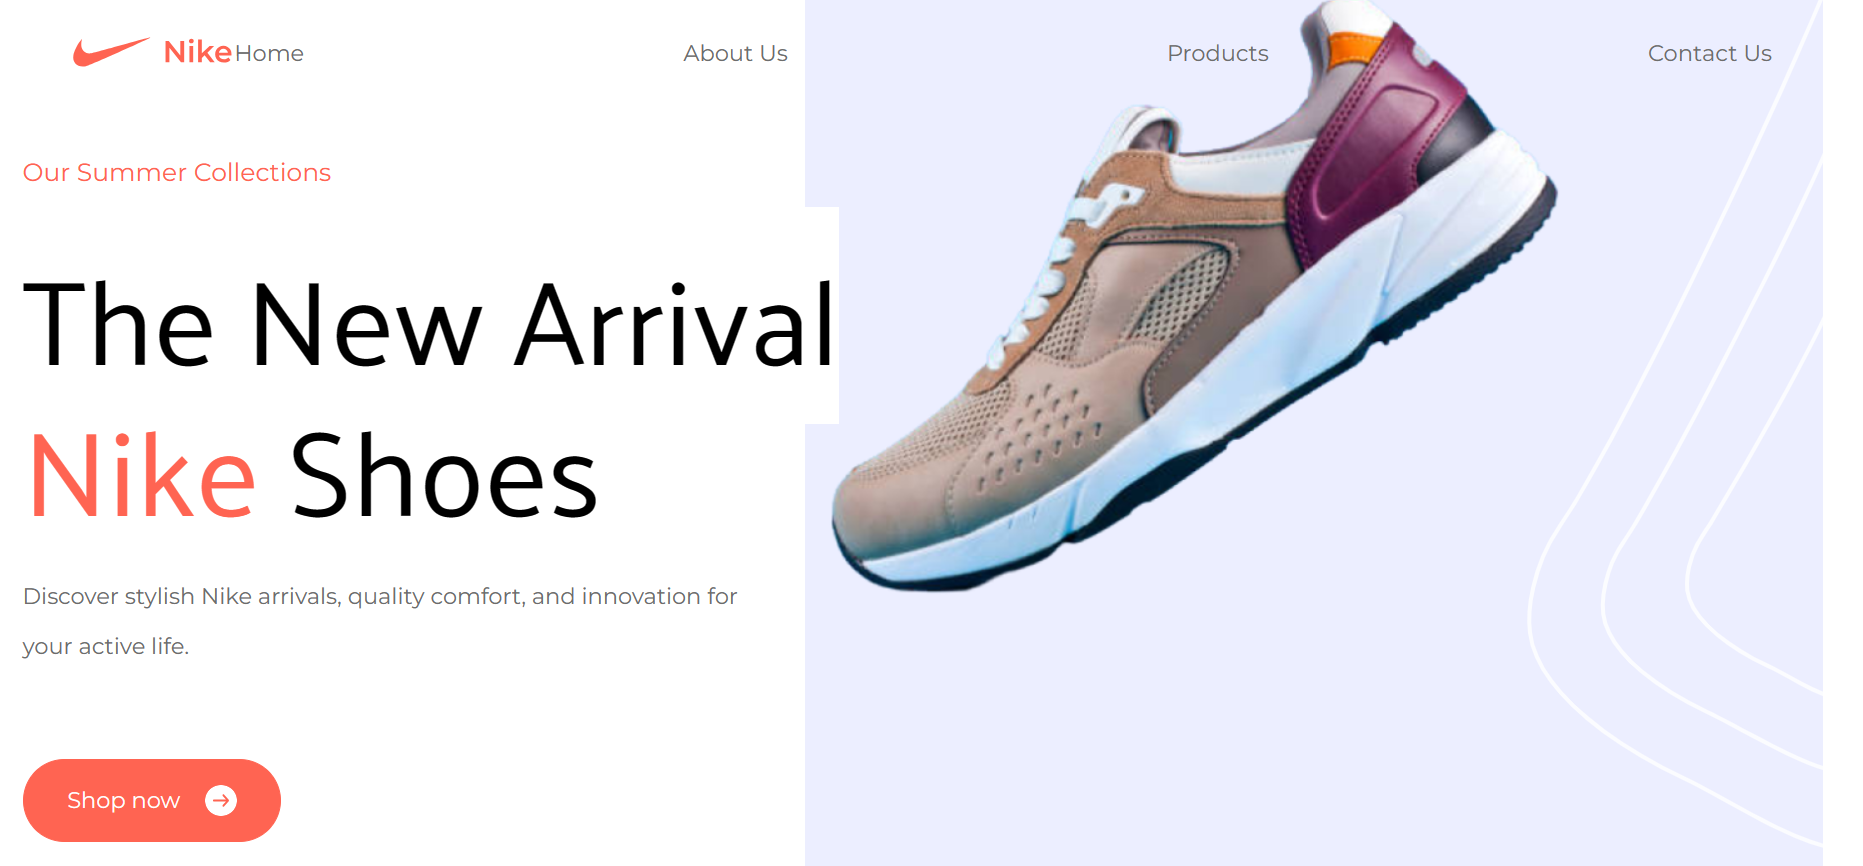 Nike Home About Us Products Contact Us
Our Summer Collections
The New Arrival
Nike Shoes
Discover stylish Nike arrivals, quality comfort, and innovation for
your active life.
Shop now